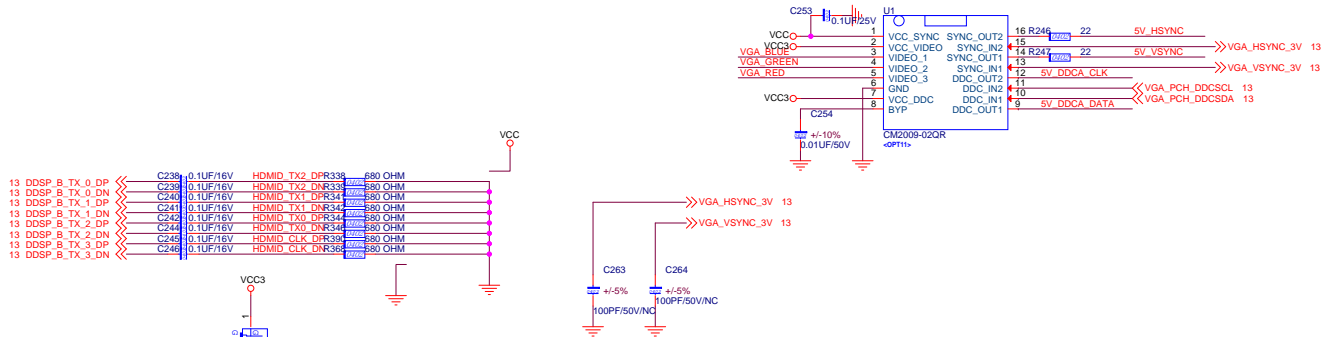 C253
0.1UF/25V
U1
VCC
VCC3
VGA_BLUE
VGA_GREEN
VGA_RED
VCC3
1 VCC_SYNC SYNC_OUT2 16 R246 22 5V_HSYNC
2 VCC_VIDEO SYNC_IN2 15 VGA_HSYNC_3V 13
3 VIDEO_1 SYNC_OUT1 14 R247 22 5V_VSYNC
4 VIDEO_2 SYNC_IN1 13 VGA_VSYNC_3V 13
5 VIDEO_3 DDC_OUT2 12 5V_DDCA_CLK
6 GND DDC_IN2 11 VGA_PCH_DDCSCL 13
7 VCC_DDC DDC_IN1 10 VGA_PCH_DDCSDA 13
8 BYP DDC_OUT1 9 5V_DDCA_DATA
C254
+/-10%
0.01UF/50V
CM2009-02QR
<OPT11>
VCC
13 DDSP_B_TX_0_DP C238 0.1UF/16V HDMID_TX2_DP R338 680 OHM
13 DDSP_B_TX_0_DN C239 0.1UF/16V HDMID_TX2_DN R339 680 OHM
13 DDSP_B_TX_1_DP C240 0.1UF/16V HDMID_TX1_DP R341 680 OHM
13 DDSP_B_TX_1_DN C241 0.1UF/16V HDMID_TX1_DN R342 680 OHM
13 DDSP_B_TX_2_DP C242 0.1UF/16V HDMID_TX0_DP R344 680 OHM
13 DDSP_B_TX_2_DN C244 0.1UF/16V HDMID_TX0_DN R346 680 OHM
13 DDSP_B_TX_3_DP C245 0.1UF/16V HDMID_CLK_DP R390 680 OHM
13 DDSP_B_TX_3_DN C246 0.1UF/16V HDMID_CLK_DN R368 680 OHM
VGA_HSYNC_3V 13
VGA_VSYNC_3V 13
C263
+/-5%
100PF/50V/NC
C264
+/-5%
100PF/50V/NC
VCC3
1
G